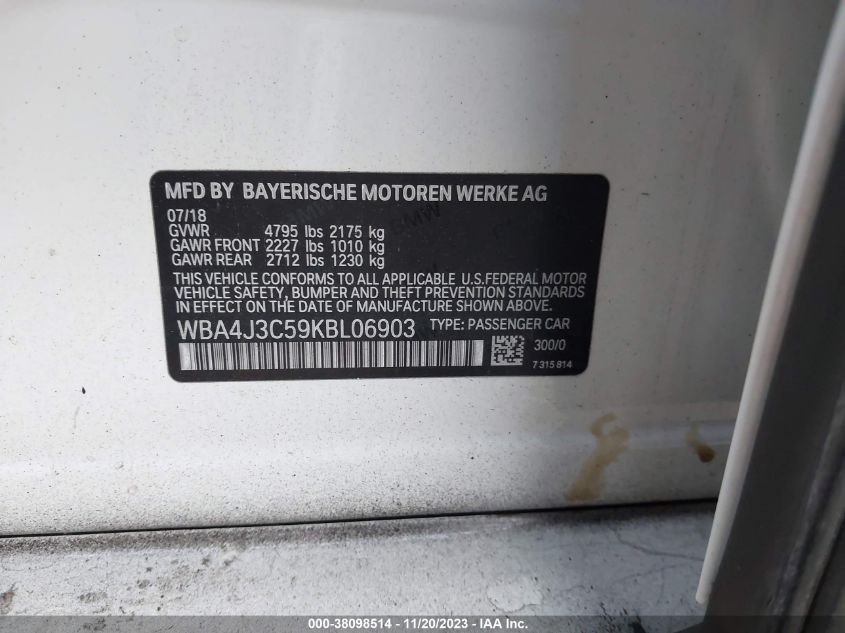 MFD BY BAYERISCHE MOTOREN WERKE AG
07/18
GVWR 4795 lbs 2175 kg
GAWR FRONT 2227 lbs 1010 kg
GAWR REAR 2712 lbs 1230 kg
THIS VEHICLE CONFORMS TO ALL APPLICABLE U.S.FEDERAL MOTOR
VEHICLE SAFETY, BUMPER AND THEFT PREVENTION STANDARDS
IN EFFECT ON THE DATE OF MANUFACTURE SHOWN ABOVE.
WBA4J3C59KBL06903 TYPE: PASSENGER CAR
300/0
7 315 814
000-38098514 - 11/20/2023 - IAA, Inc.